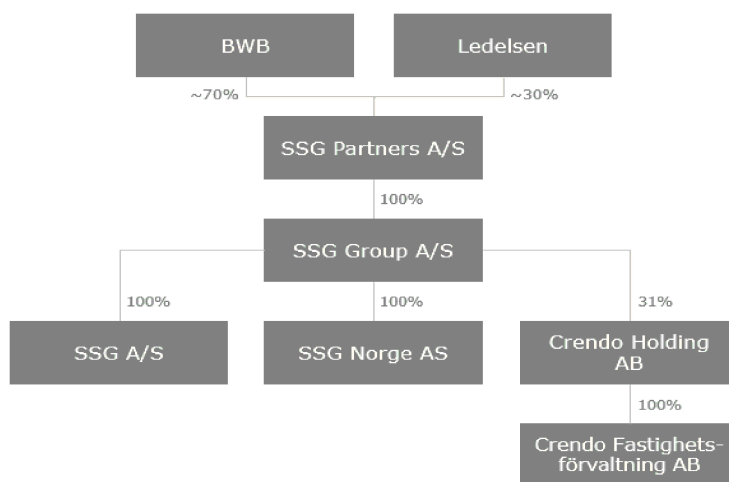 BWB
Ledelsen
~70%
~30%
SSG Partners A/S
100%
SSG Group A/S
100%
100%
31%
SSG A/S
SSG Norge AS
Crendo Holding
AB
100%
Crendo Fastighets-
förvaltning AB